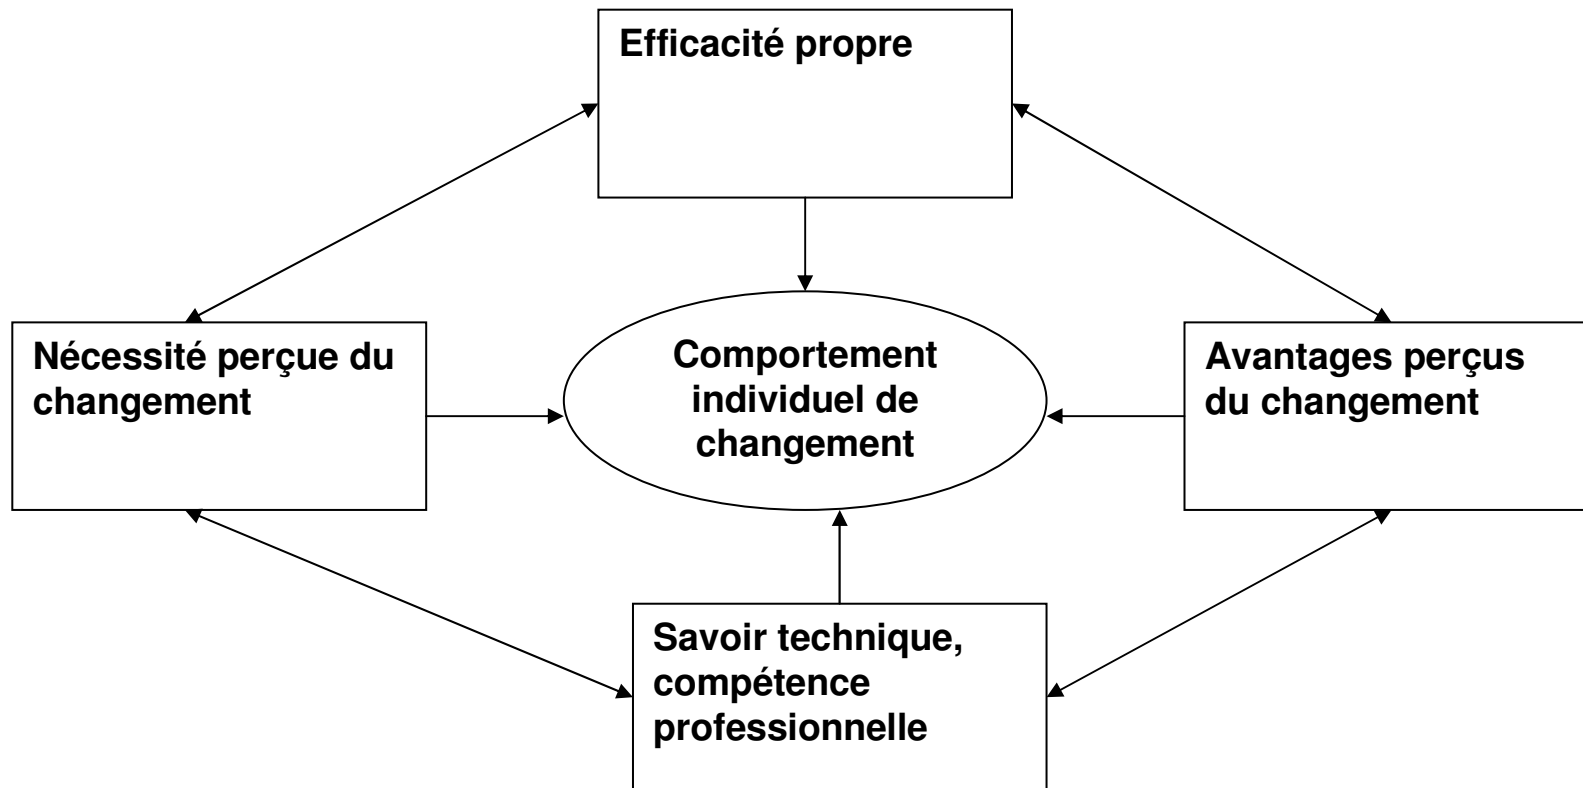 Efficacité propre
Nécessité perçue du
changement
Comportement
individuel de
changement
Avantages perçus
du changement
Savoir technique,
compétence
professionnelle